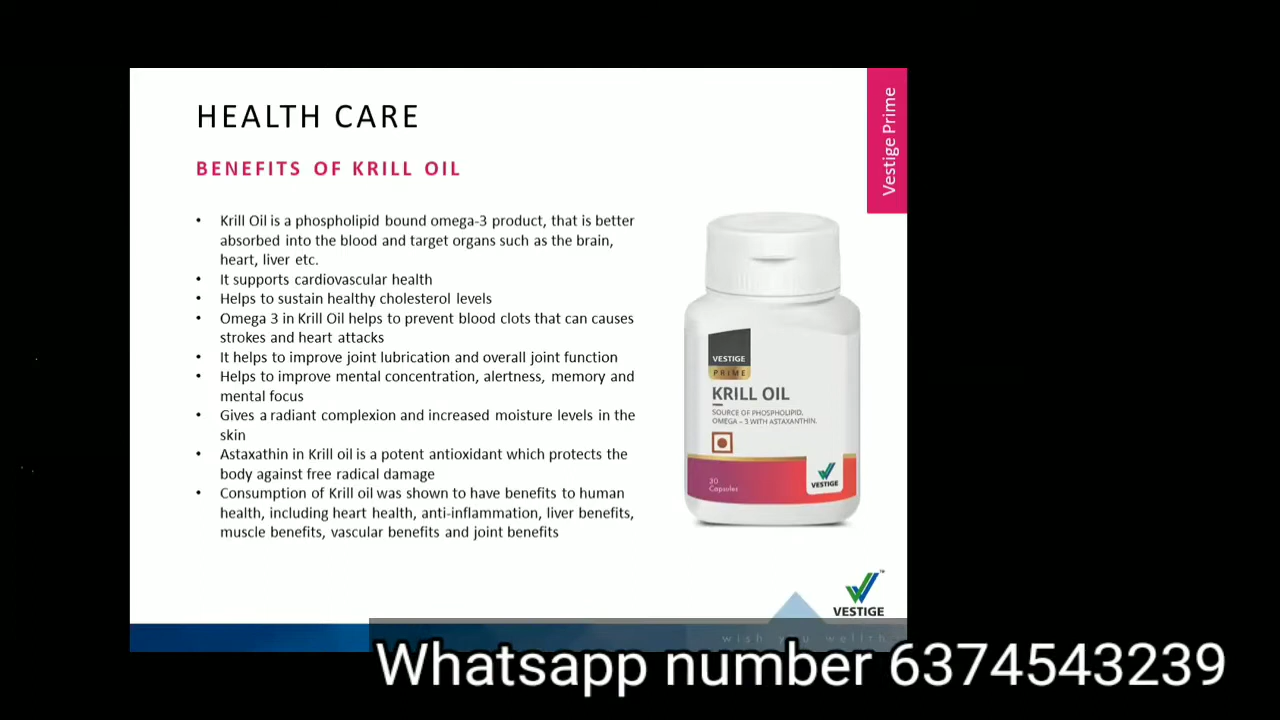 HEALTH CARE
Vestige Prime
BENEFITS OF KRILL OIL
• Krill Oil is a phospholipid bound omega-3 product, that is better
absorbed into the blood and target organs such as the brain,
heart, liver etc.
• It supports cardiovascular health
• Helps to sustain healthy cholesterol levels
• Omega 3 in Krill Oil helps to prevent blood clots that can causes
strokes and heart attacks
• It helps to improve joint lubrication and overall joint function
• Helps to improve mental concentration, alertness, memory and
mental focus
• Gives a radiant complexion and increased moisture levels in the
skin
• Astaxathin in Krill oil is a potent antioxidant which protects the
body against free radical damage
• Consumption of Krill oil was shown to have benefits to human
health, including heart health, anti-inflammation, liver benefits,
muscle benefits, vascular benefits and joint benefits
VESTIGE
PRIME
KRILL OIL
SOURCE OF PHOSPHOLIPID,
OMEGA – 3 WITH ASTAXANTHIN.
30
Capsules
VESTIGE
VESTIGE
wish you wellth
Whatsapp number 6374543239